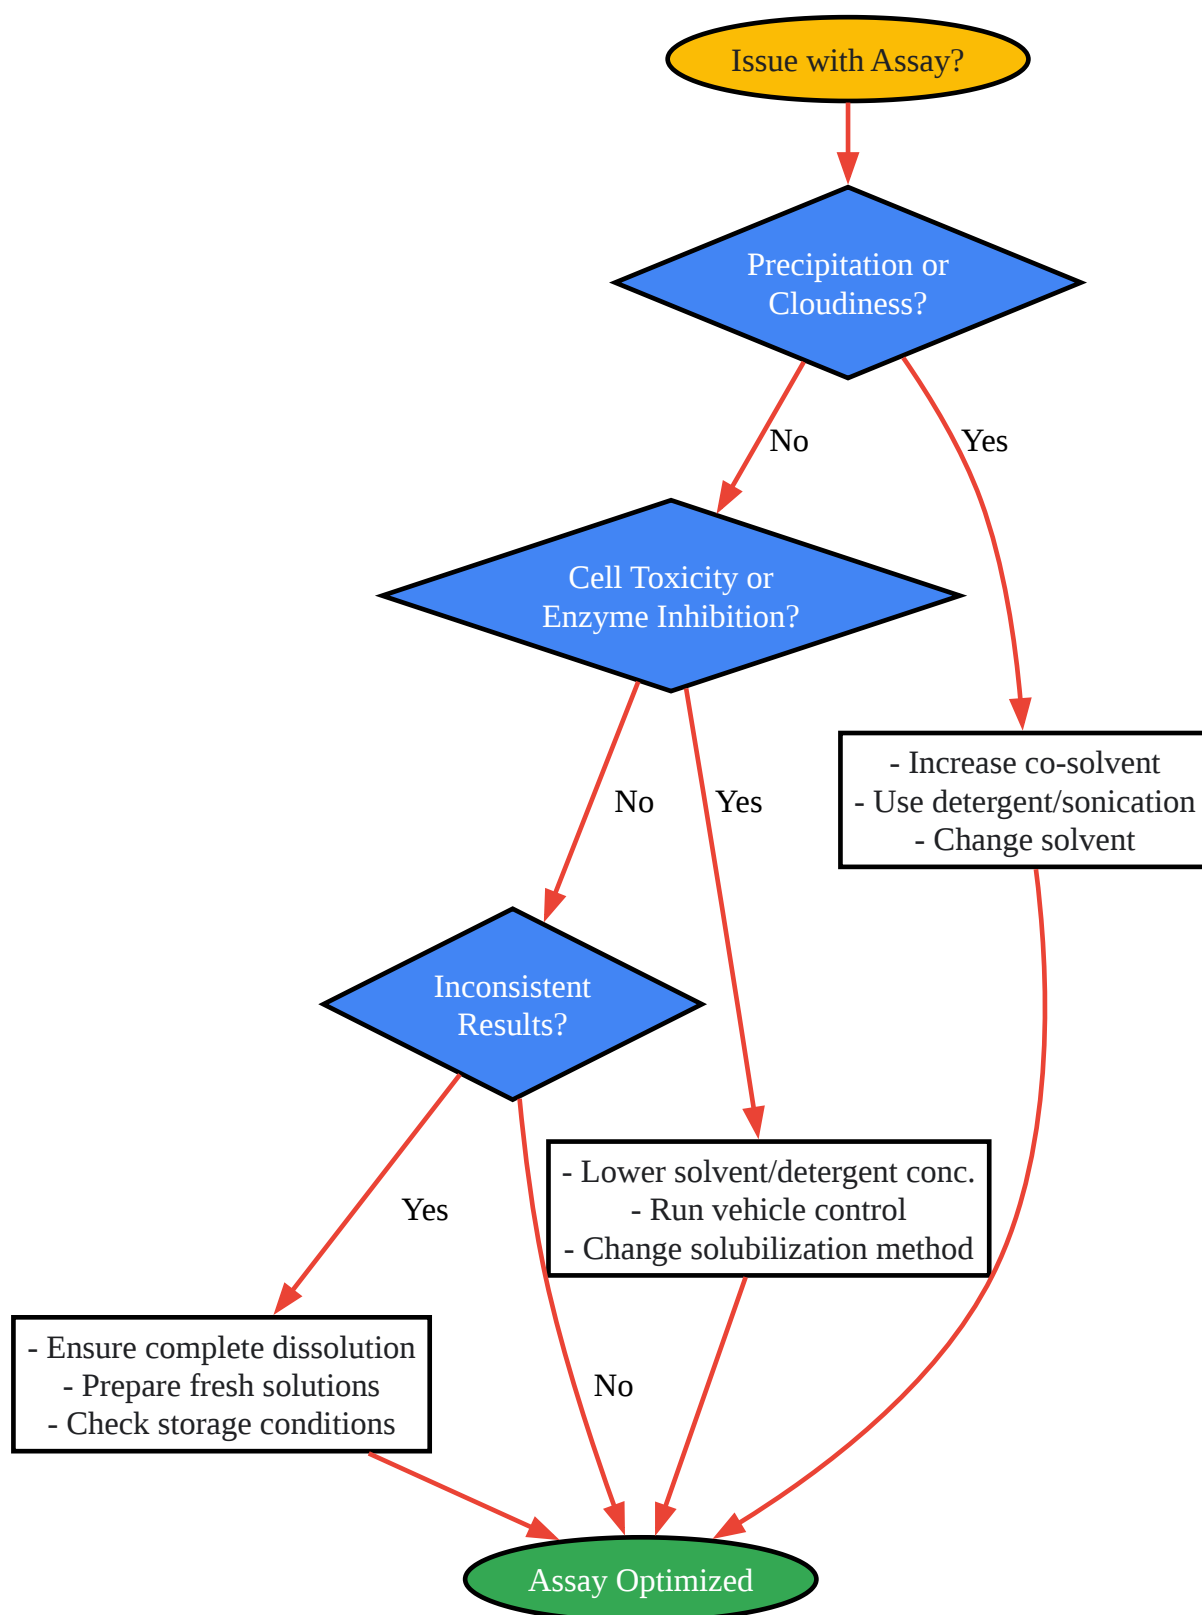 Issue with Assay?
Precipitation or
Cloudiness?
No
Yes
Cell Toxicity or
Enzyme Inhibition?
- Increase co-solvent
- Use detergent/sonication
- Change solvent
No
Yes
Inconsistent
Results?
- Lower solvent/detergent conc.
- Run vehicle control
- Change solubilization method
Yes
- Ensure complete dissolution
- Prepare fresh solutions
- Check storage conditions
No
Assay Optimized